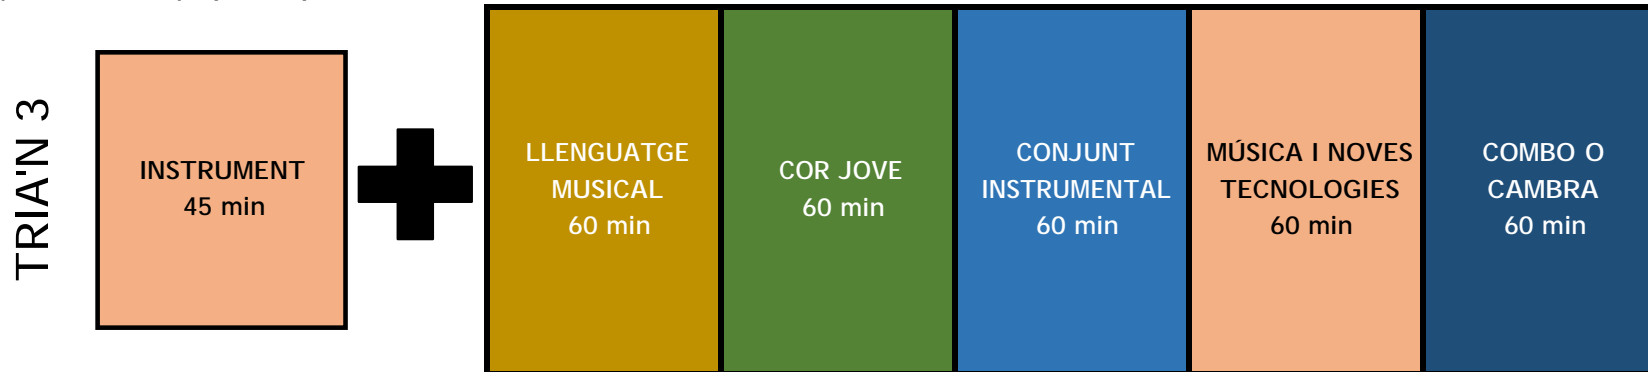 TRIA'N 3
INSTRUMENT
45 min
LLENGUATGE
MUSICAL
60 min
COR JOVE
60 min
CONJUNT
INSTRUMENTAL
60 min
MÚSICA I NOVES
TECNOLOGIES
60 min
COMBO O
CAMBRA
60 min